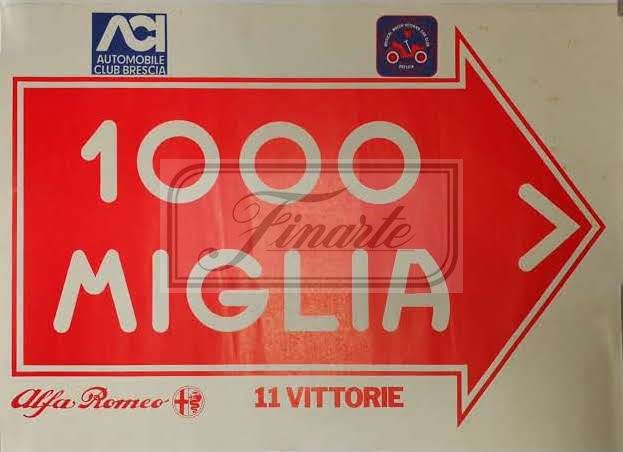 ACI
AUTOMOBILE
CLUB BRESCIA
1000
MIGLIA
Finarte
Alfa Romeo
11 VITTORIE